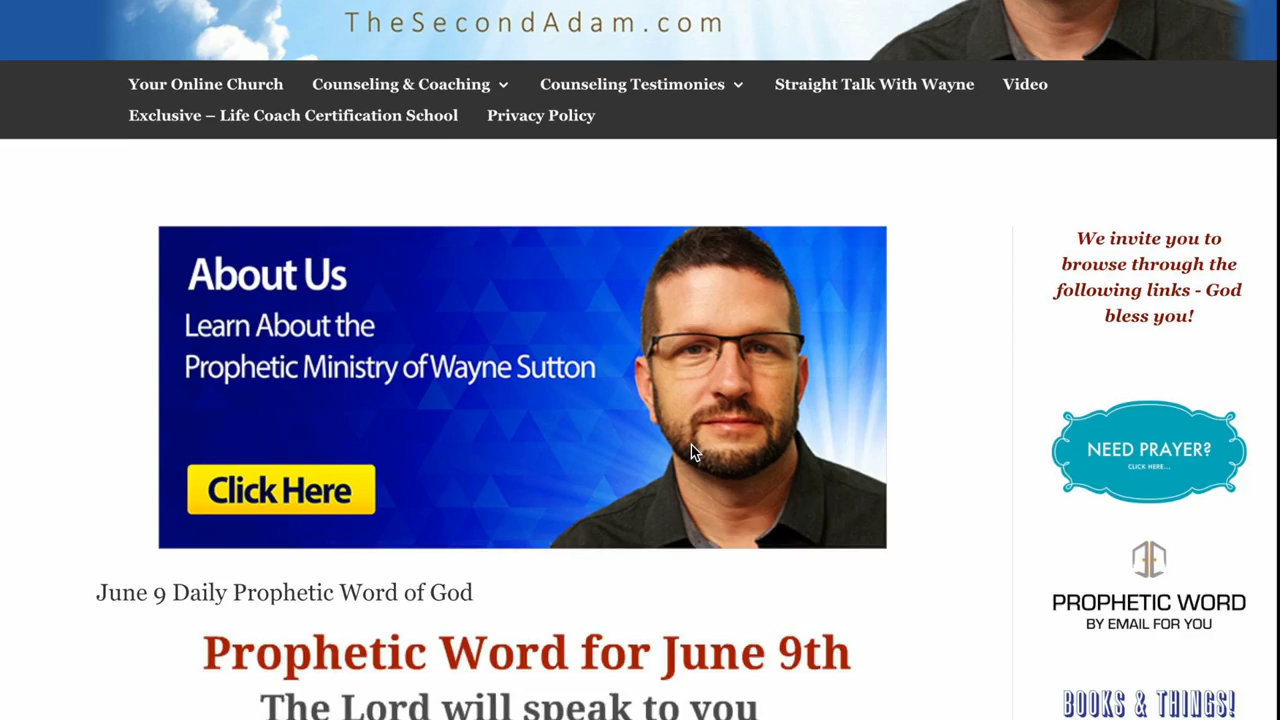 TheSecondAdam.com
Your Online Church
Counseling & Coaching
Counseling Testimonies
Straight Talk With Wayne
Video
Exclusive – Life Coach Certification School
Privacy Policy
About Us
Learn About the
Prophetic Ministry of Wayne Sutton
Click Here
We invite you to
browse through the
following links - God
bless you!
NEED PRAYER?
CLICK HERE...
PROPHETIC WORD
BY EMAIL FOR YOU
BOOKS & THINGS!
June 9 Daily Prophetic Word of God
Prophetic Word for June 9th
The Lord will speak to you